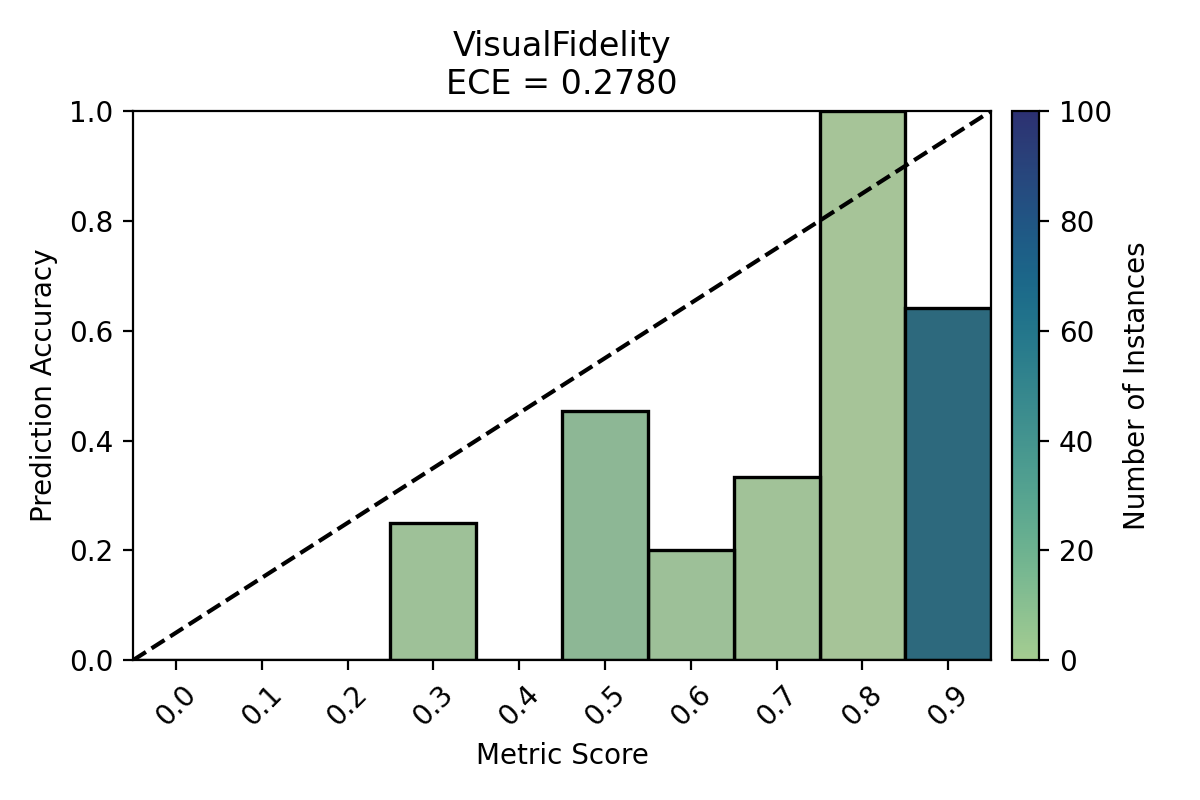 VisualFidelity
ECE = 0.2780
1.0
0.8
0.6
0.4
0.2
0.0
Prediction Accuracy
0.0 0.1 0.2 0.3 0.4 0.5 0.6 0.7 0.8 0.9
Metric Score
100
80
60
40
20
0
Number of Instances